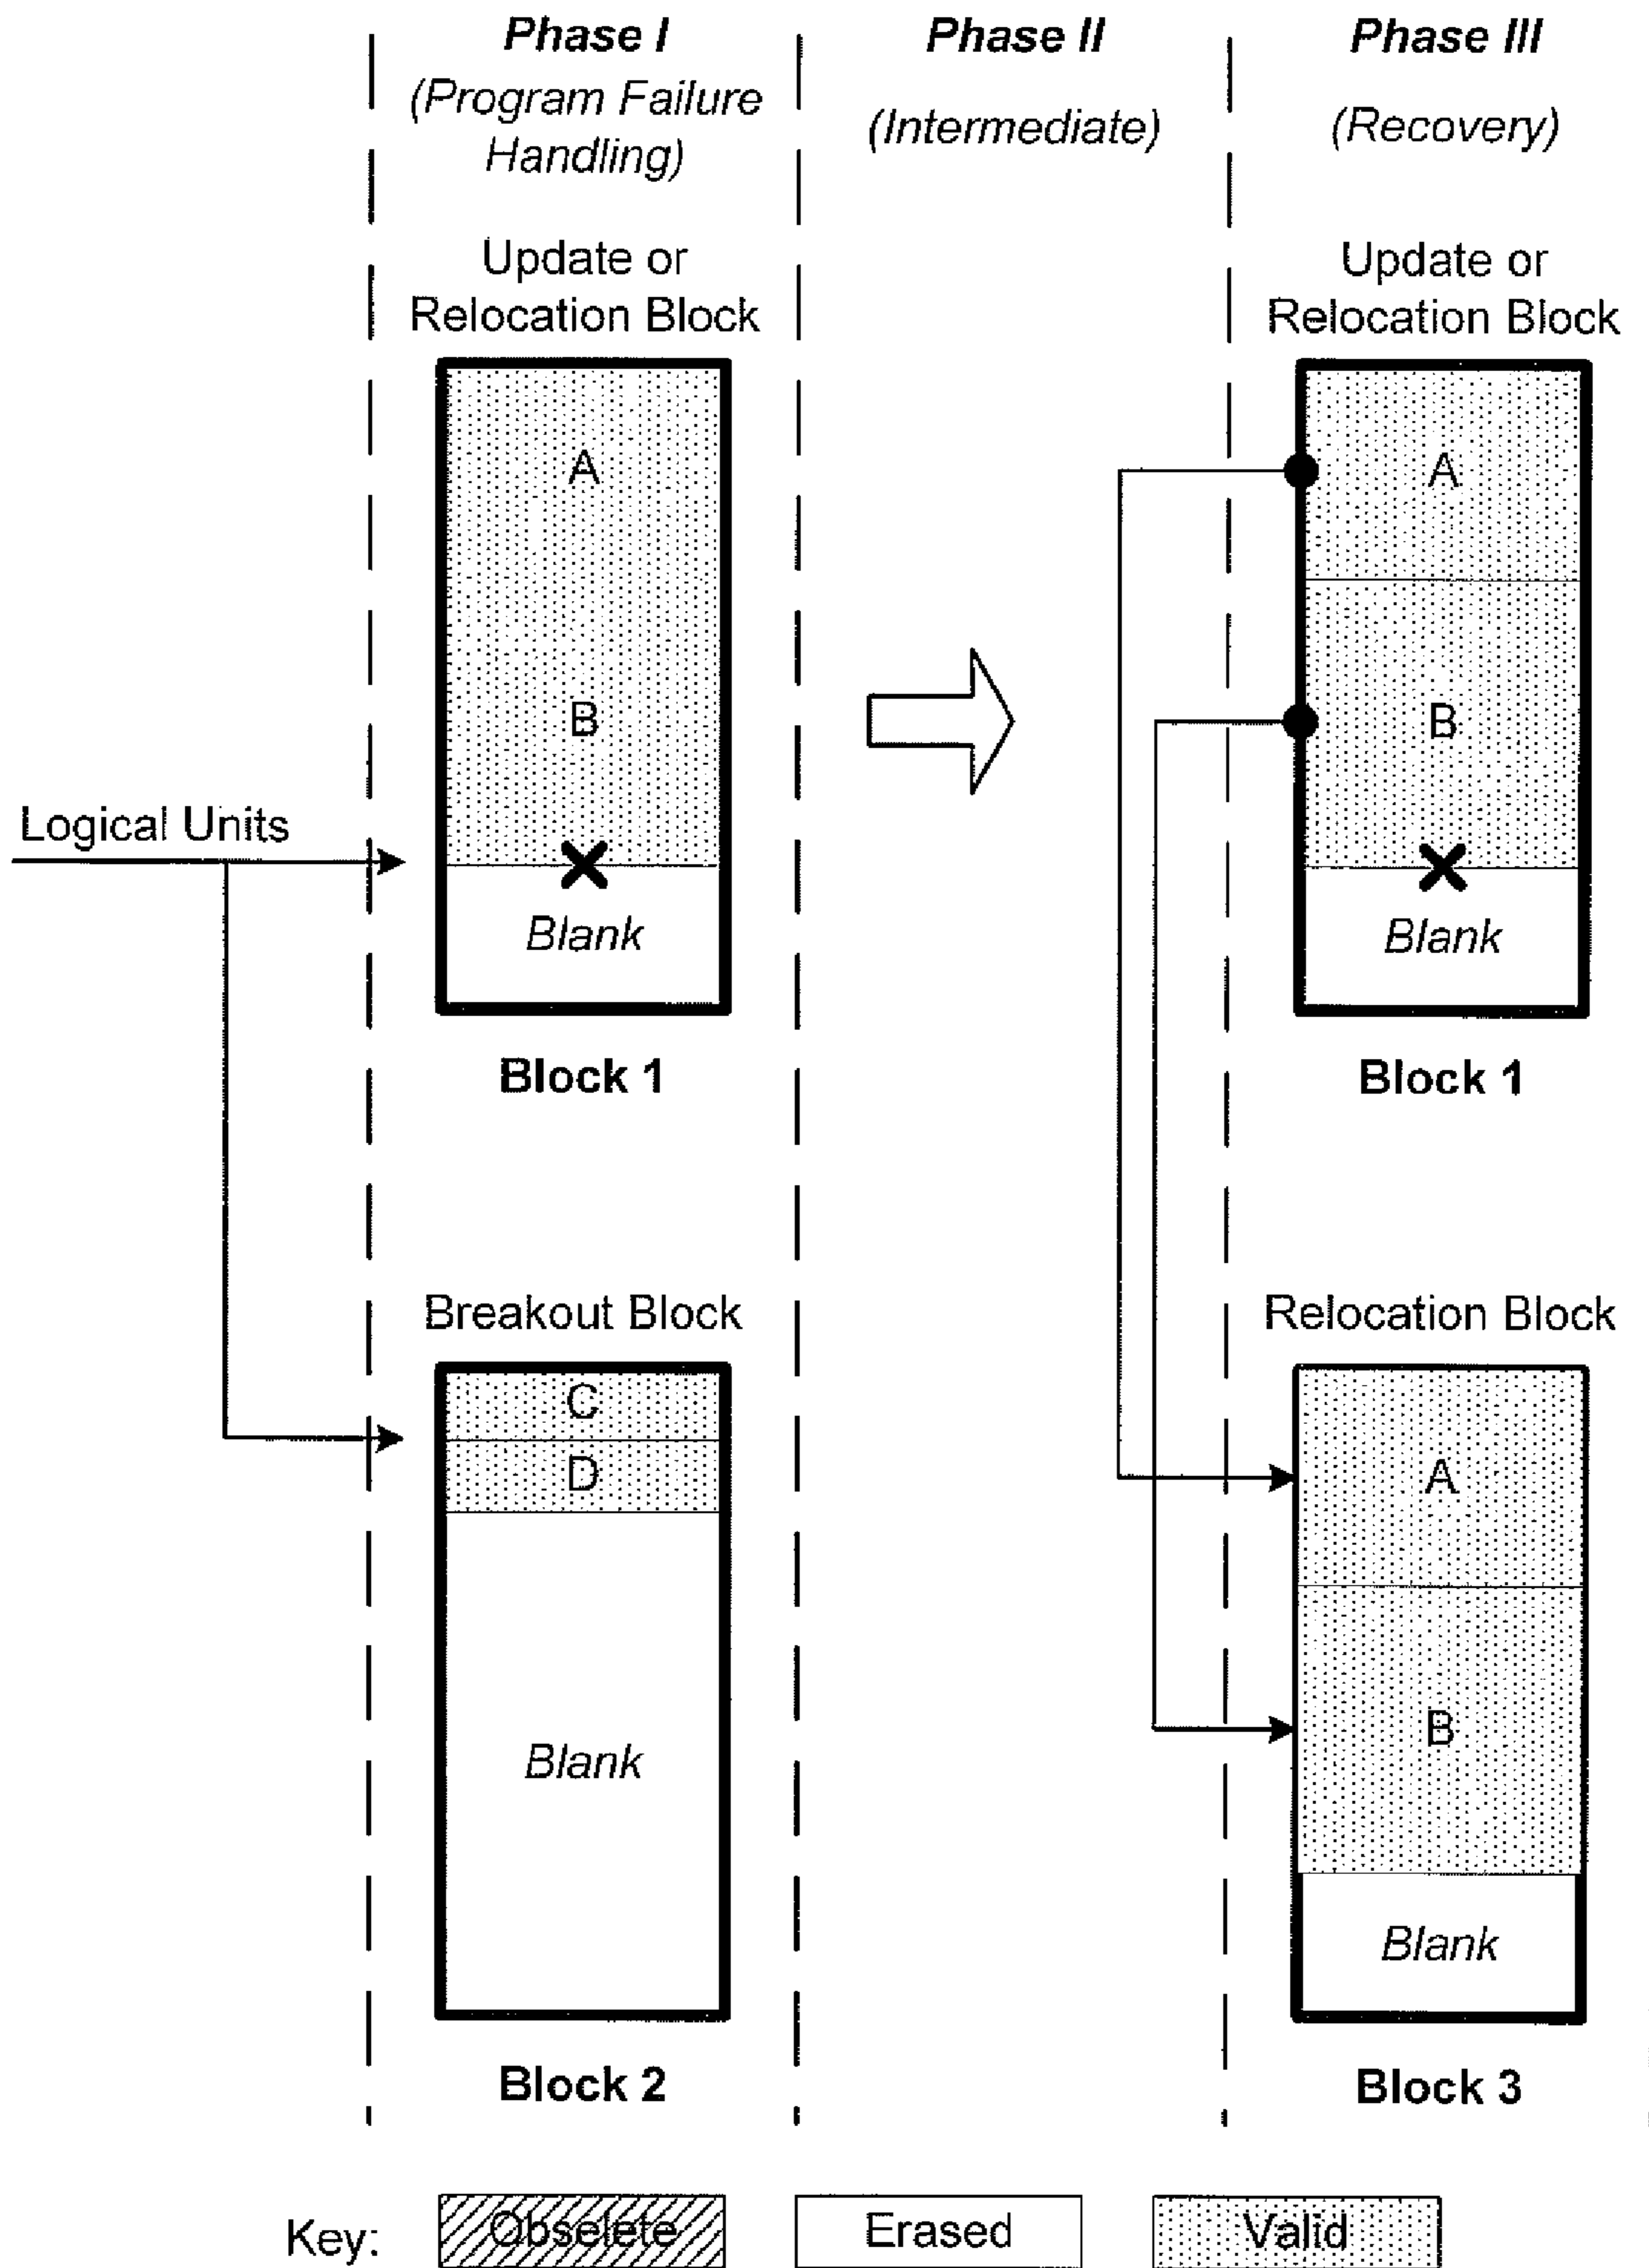 Phase I
(Program Failure
Handling)
Phase II
(Intermediate)
Phase III
(Recovery)
Update or
Relocation Block
A
B
Blank
Block 1
Logical Units
Update or
Relocation Block
A
B
Blank
Block 1
Breakout Block
C
D
Blank
Block 2
Relocation Block
A
B
Blank
Block 3
Key:
Obselete
Erased
Valid